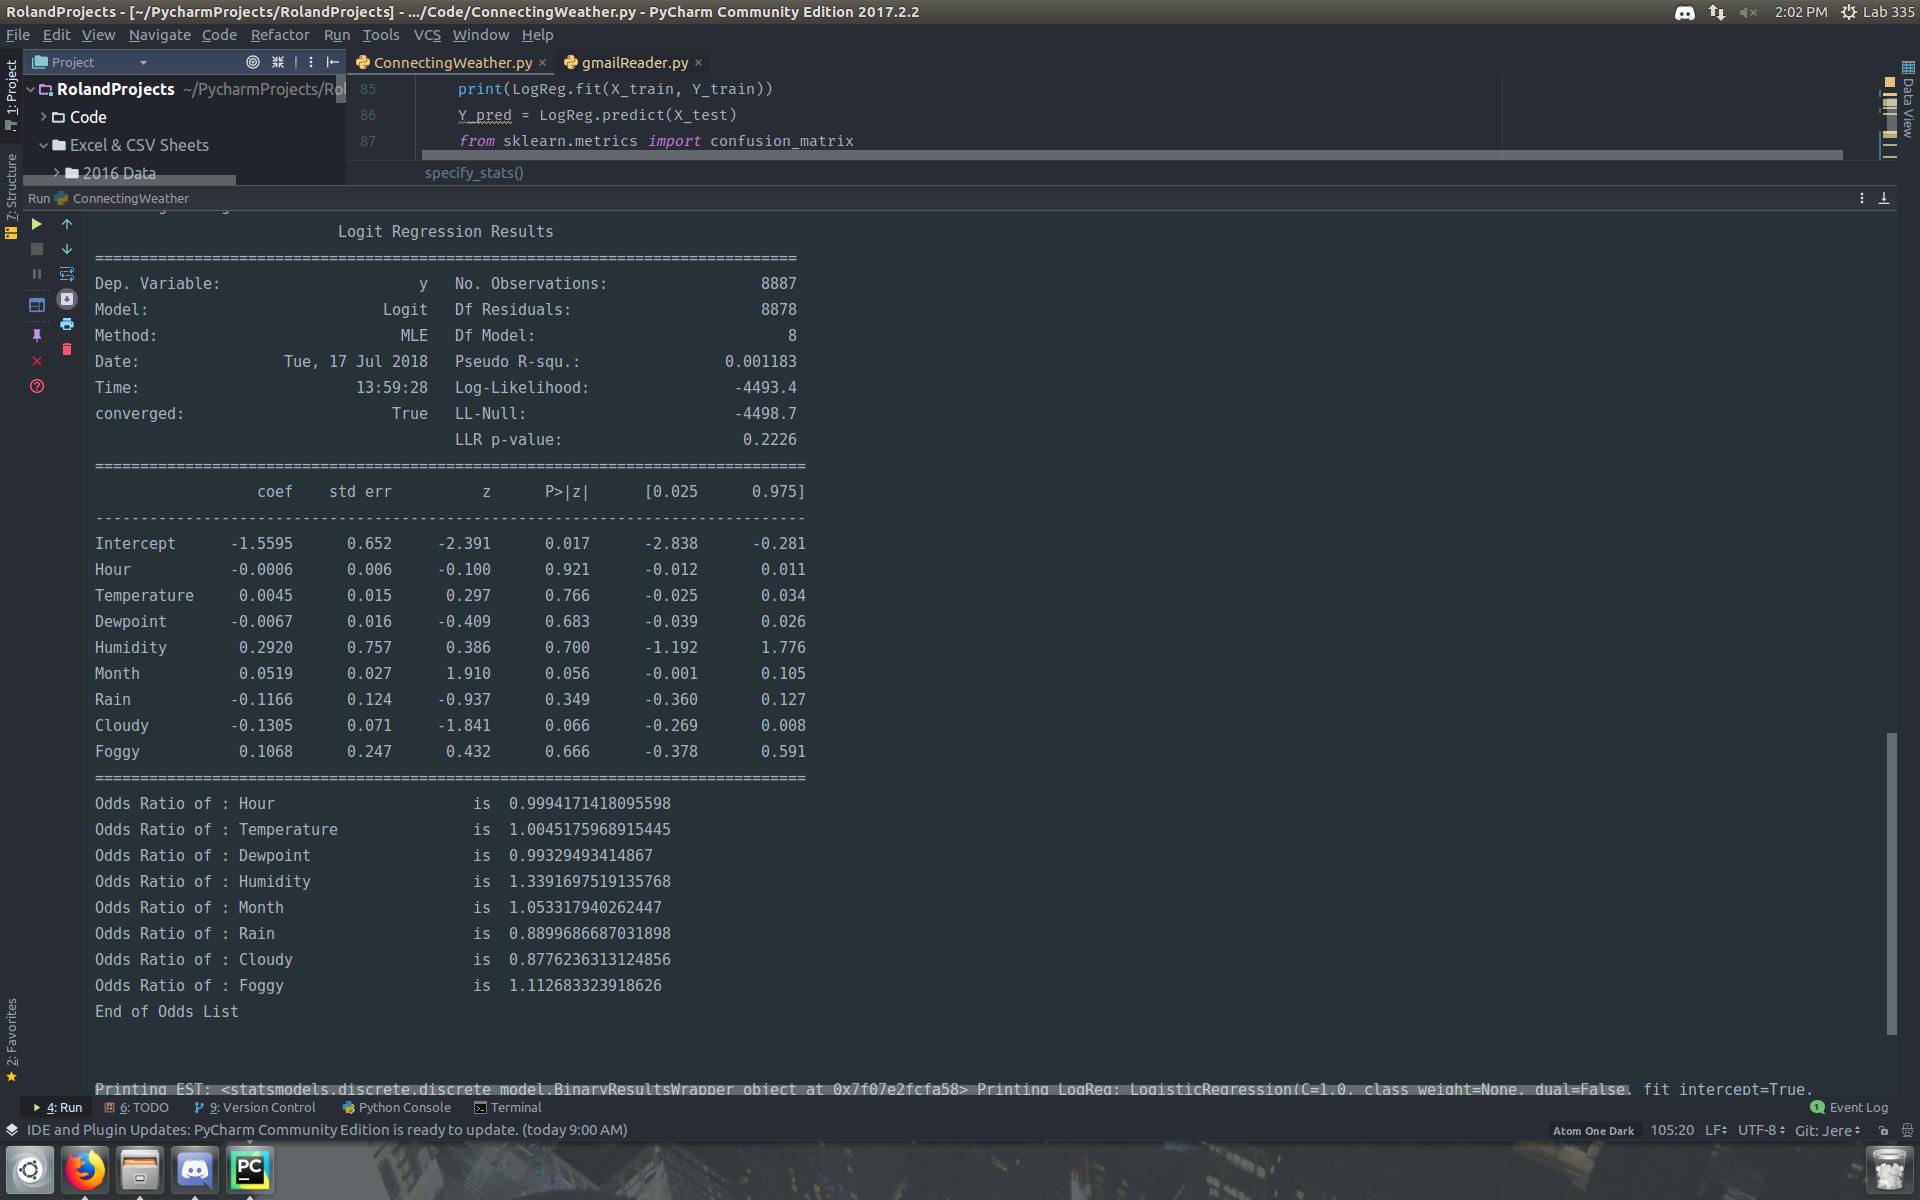 RolandProjects - [~/PycharmProjects/RolandProjects] - .../Code/ConnectingWeather.py - PyCharm Community Edition 2017.2.2
2:02 PM Lab 335
File Edit View Navigate Code Refactor Run Tools VCS Window Help
Project
ConnectingWeather.py × gmailReader.py ×
RolandProjects ~/PycharmProjects/Rol
Code
Excel & CSV Sheets
2016 Data
1: Project
7: Structure
2: Favorites
Data View
85 print(LogReg.fit(X_train, Y_train))
86 Y_pred = LogReg.predict(X_test)
87 from sklearn.metrics import confusion_matrix
specify_stats()
Run ConnectingWeather
Logit Regression Results
==============================================================================
Dep. Variable: y No. Observations: 8887
Model: Logit Df Residuals: 8878
Method: MLE Df Model: 8
Date: Tue, 17 Jul 2018 Pseudo R-squ.: 0.001183
Time: 13:59:28 Log-Likelihood: -4493.4
converged: True LL-Null: -4498.7
LLR p-value: 0.2226
===============================================================================
coef std err z P>|z| [0.025 0.975]
-------------------------------------------------------------------------------
Intercept -1.5595 0.652 -2.391 0.017 -2.838 -0.281
Hour -0.0006 0.006 -0.100 0.921 -0.012 0.011
Temperature 0.0045 0.015 0.297 0.766 -0.025 0.034
Dewpoint -0.0067 0.016 -0.409 0.683 -0.039 0.026
Humidity 0.2920 0.757 0.386 0.700 -1.192 1.776
Month 0.0519 0.027 1.910 0.056 -0.001 0.105
Rain -0.1166 0.124 -0.937 0.349 -0.360 0.127
Cloudy -0.1305 0.071 -1.841 0.066 -0.269 0.008
Foggy 0.1068 0.247 0.432 0.666 -0.378 0.591
===============================================================================
Odds Ratio of : Hour is 0.9994171418095598
Odds Ratio of : Temperature is 1.0045175968915445
Odds Ratio of : Dewpoint is 0.99329493414867
Odds Ratio of : Humidity is 1.3391697519135768
Odds Ratio of : Month is 1.053317940262447
Odds Ratio of : Rain is 0.8899686687031898
Odds Ratio of : Cloudy is 0.8776236313124856
Odds Ratio of : Foggy is 1.112683323918626
End of Odds List
Printing EST: <statsmodels.discrete.discrete_model.BinaryResultsWrapper object at 0x7f07e2fcfa58> Printing LogReg: LogisticRegression(C=1.0, class_weight=None, dual=False, fit_intercept=True,
4: Run 6: TODO 9: Version Control Python Console Terminal 1 Event Log
IDE and Plugin Updates: PyCharm Community Edition is ready to update. (today 9:00 AM) Atom One Dark 105:20 LF UTF-8 Git: Jere
PC